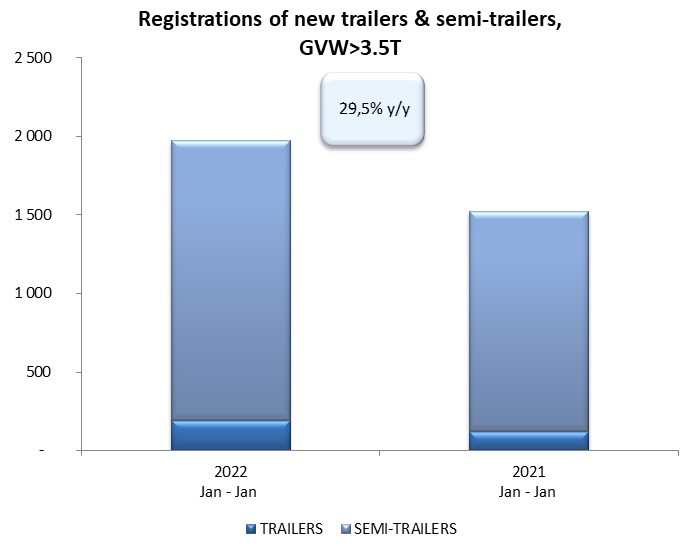 Registrations of new trailers & semi-trailers,
GVW>3.5T
2 500
29,5% y/y
2 000
1 500
1 000
500
-
2022
Jan - Jan
2021
Jan - Jan
TRAILERS
SEMI-TRAILERS